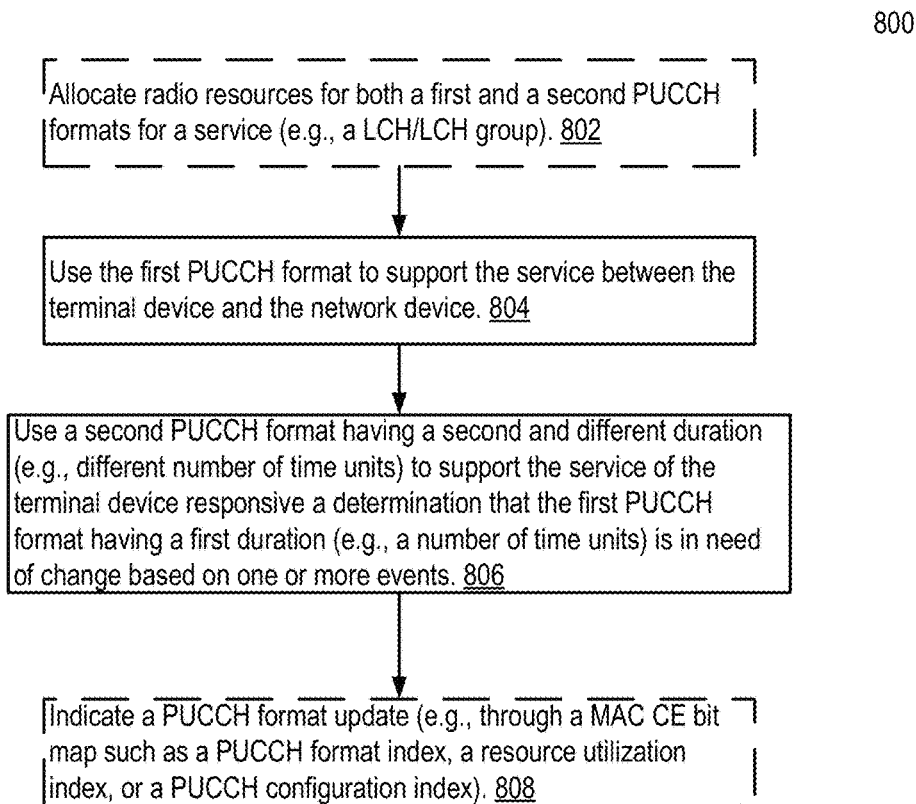 800
Allocate radio resources for both a first and a second PUCCH
formats for a service (e.g., a LCH/LCH group). 802
Use the first PUCCH format to support the service between the
terminal device and the network device. 804
Use a second PUCCH format having a second and different duration
(e.g., different number of time units) to support the service of the
terminal device responsive a determination that the first PUCCH
format having a first duration (e.g., a number of time units) is in need
of change based on one or more events. 806
Indicate a PUCCH format update (e.g., through a MAC CE bit
map such as a PUCCH format index, a resource utilization
index, or a PUCCH configuration index). 808